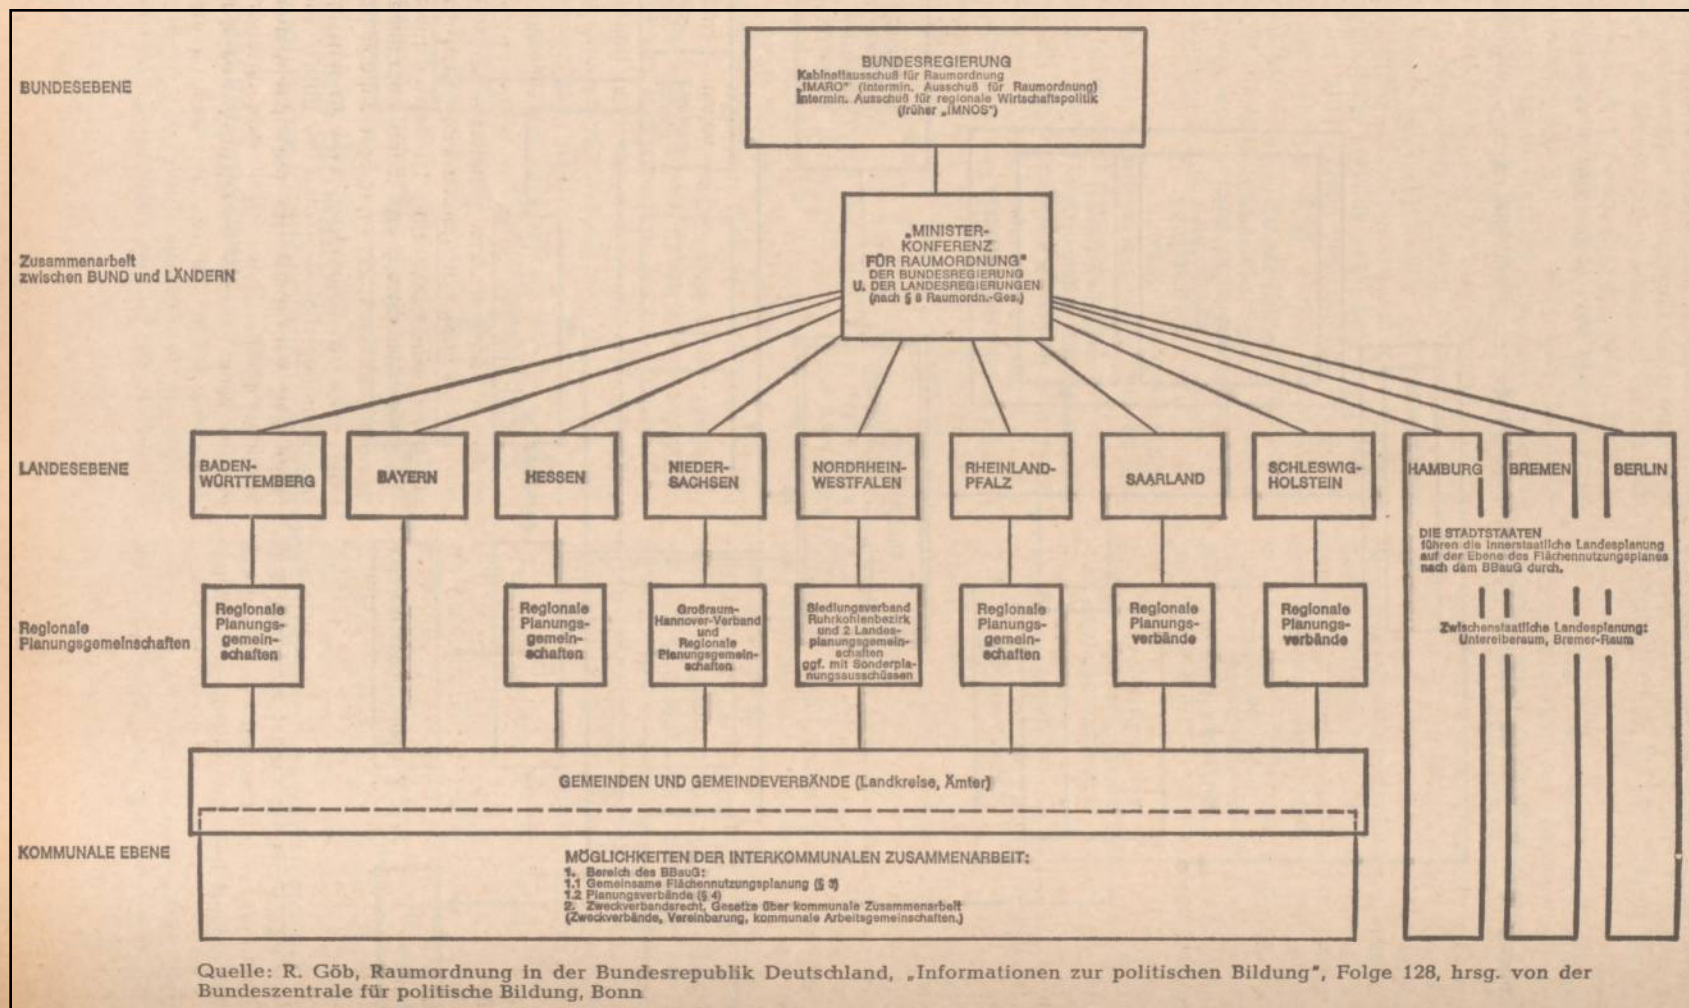 BUNDESEBENE
BUNDESREGIERUNG
Kabinettausschuß für Raumordnung
„IMARO" (Intermin. Ausschuß für Raumordnung)
Intermin. Ausschuß für regionale Wirtschaftspolitik
(früher „IMNOS")
Zusammenarbeit
zwischen BUND und LÄNDERN
„MINISTER-
KONFERENZ
FÜR RAUMORDNUNG"
DER BUNDESREGIERUNG
U. DER LANDESREGIERUNGEN
(nach § 8 Raumordn.-Ges.)
LANDESEBENE
BADEN-
WÜRTTEMBERG
BAYERN
HESSEN
NIEDER-
SACHSEN
NORDRHEIN-
WESTFALEN
RHEINLAND-
PFALZ
SAARLAND
SCHLESWIG-
HOLSTEIN
HAMBURG
BREMEN
BERLIN
DIE STADTSTAATEN
führen die innerstaatliche Landesplanung
auf der Ebene des Flächennutzungsplanes
nach dem BBauG durch.
Regionale
Planungsgemeinschaften
Regionale
Planungs-
gemein-
schaften
Regionale
Planungs-
gemein-
schaften
Großraum-
Hannover-Verband
und
Regionale
Planungsgemein-
schaften
Siedlungsverband
Ruhrkohlenbezirk
und 2 Landes-
planungsgemein-
schaften
ggf. mit Sonderpla-
nungsausschüssen
Regionale
Planungs-
gemein-
schaften
Regionale
Planungs-
verbände
Regionale
Planungs-
verbände
Zwischenstaatliche Landesplanung:
Unterelberaum, Bremer-Raum
GEMEINDEN UND GEMEINDEVERBÄNDE (Landkreise, Ämter)
KOMMUNALE EBENE
MÖGLICHKEITEN DER INTERKOMMUNALEN ZUSAMMENARBEIT:
1. Bereich des BBauG:
1.1 Gemeinsame Flächennutzungsplanung (§ 3)
1.2 Planungsverbände (§ 4)
2. Zweckverbandsrecht, Gesetze über kommunale Zusammenarbeit
(Zweckverbände, Vereinbarung, kommunale Arbeitsgemeinschaften.)
Quelle: R. Göb, Raumordnung in der Bundesrepublik Deutschland, „Informationen zur politischen Bildung", Folge 128, hrsg. von der
Bundeszentrale für politische Bildung, Bonn